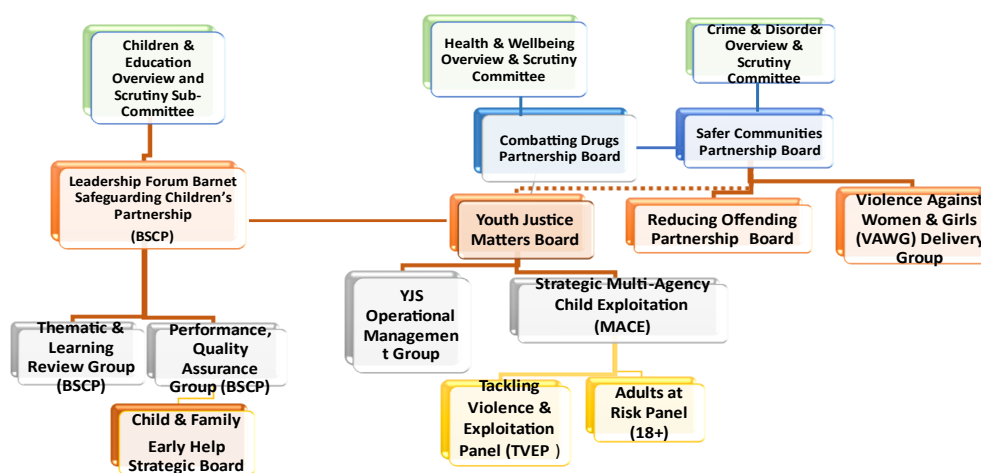 Children &
Education
Overview and
Scrutiny Sub-
Committee
Health & Wellbeing
Overview & Scrutiny
Committee
Crime & Disorder
Overview &
Scrutiny
Committee
Combatting Drugs
Partnership Board
Safer Communities
Partnership Board
Leadership Forum Barnet
Safeguarding Children's
Partnership
(BSCP)
Youth Justice
Matters Board
Reducing Offending
Partnership Board
Violence Against
Women & Girls
(VAWG) Delivery
Group
YJS
Operational
Managemen
t Group
Strategic Multi-Agency
Child Exploitation
(MACE)
Thematic &
Learning
Review Group
(BSCP)
Performance,
Quality
Assurance
Group (BSCP)
Tackling
Violence &
Exploitation
Panel (TVEP )
Adults at
Risk Panel
(18+)
Child & Family
Early Help
Strategic Board